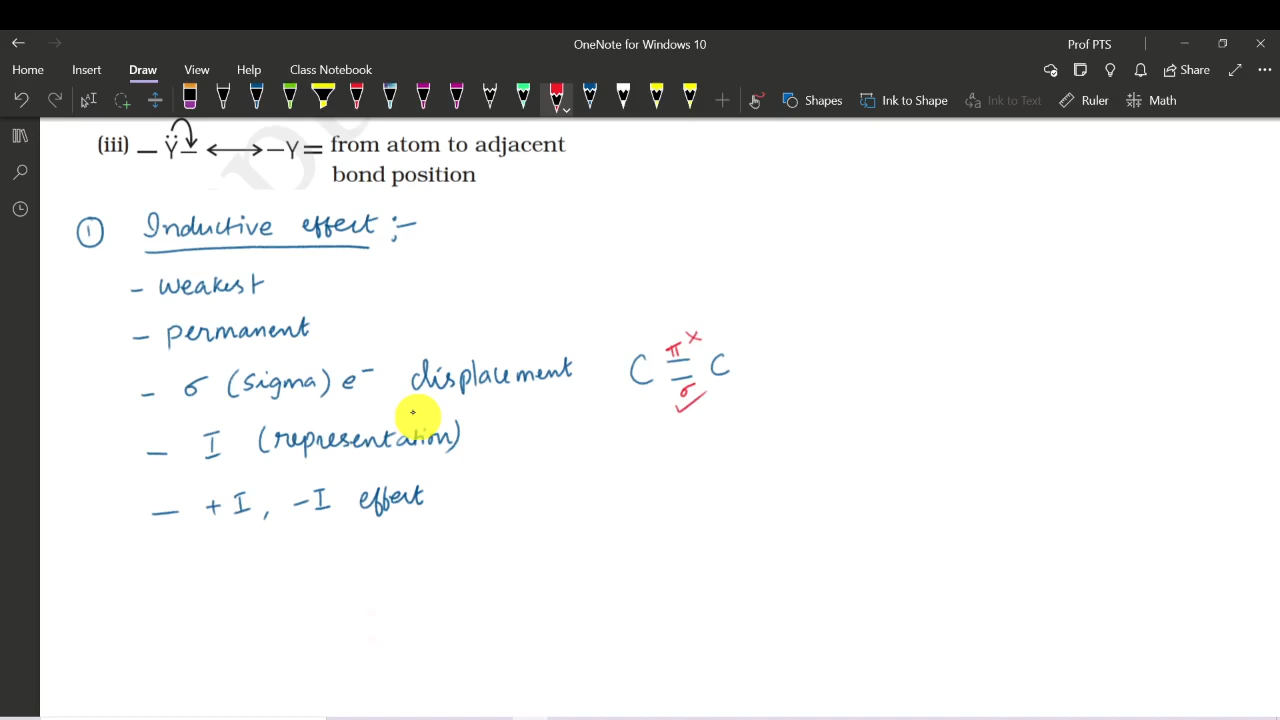 OneNote for Windows 10
Prof PTS
Home Insert Draw View Help Class Notebook
Share
Shapes Ink to Shape Ink to Text Ruler Math
(iii) – Ÿ – ⟷ –Y= from atom to adjacent
bond position
① Inductive effect :-
- weakest
- permanent
- σ (sigma) e⁻ displacement C = C
π x
σ ✓
- I (representation)
- +I, -I effect